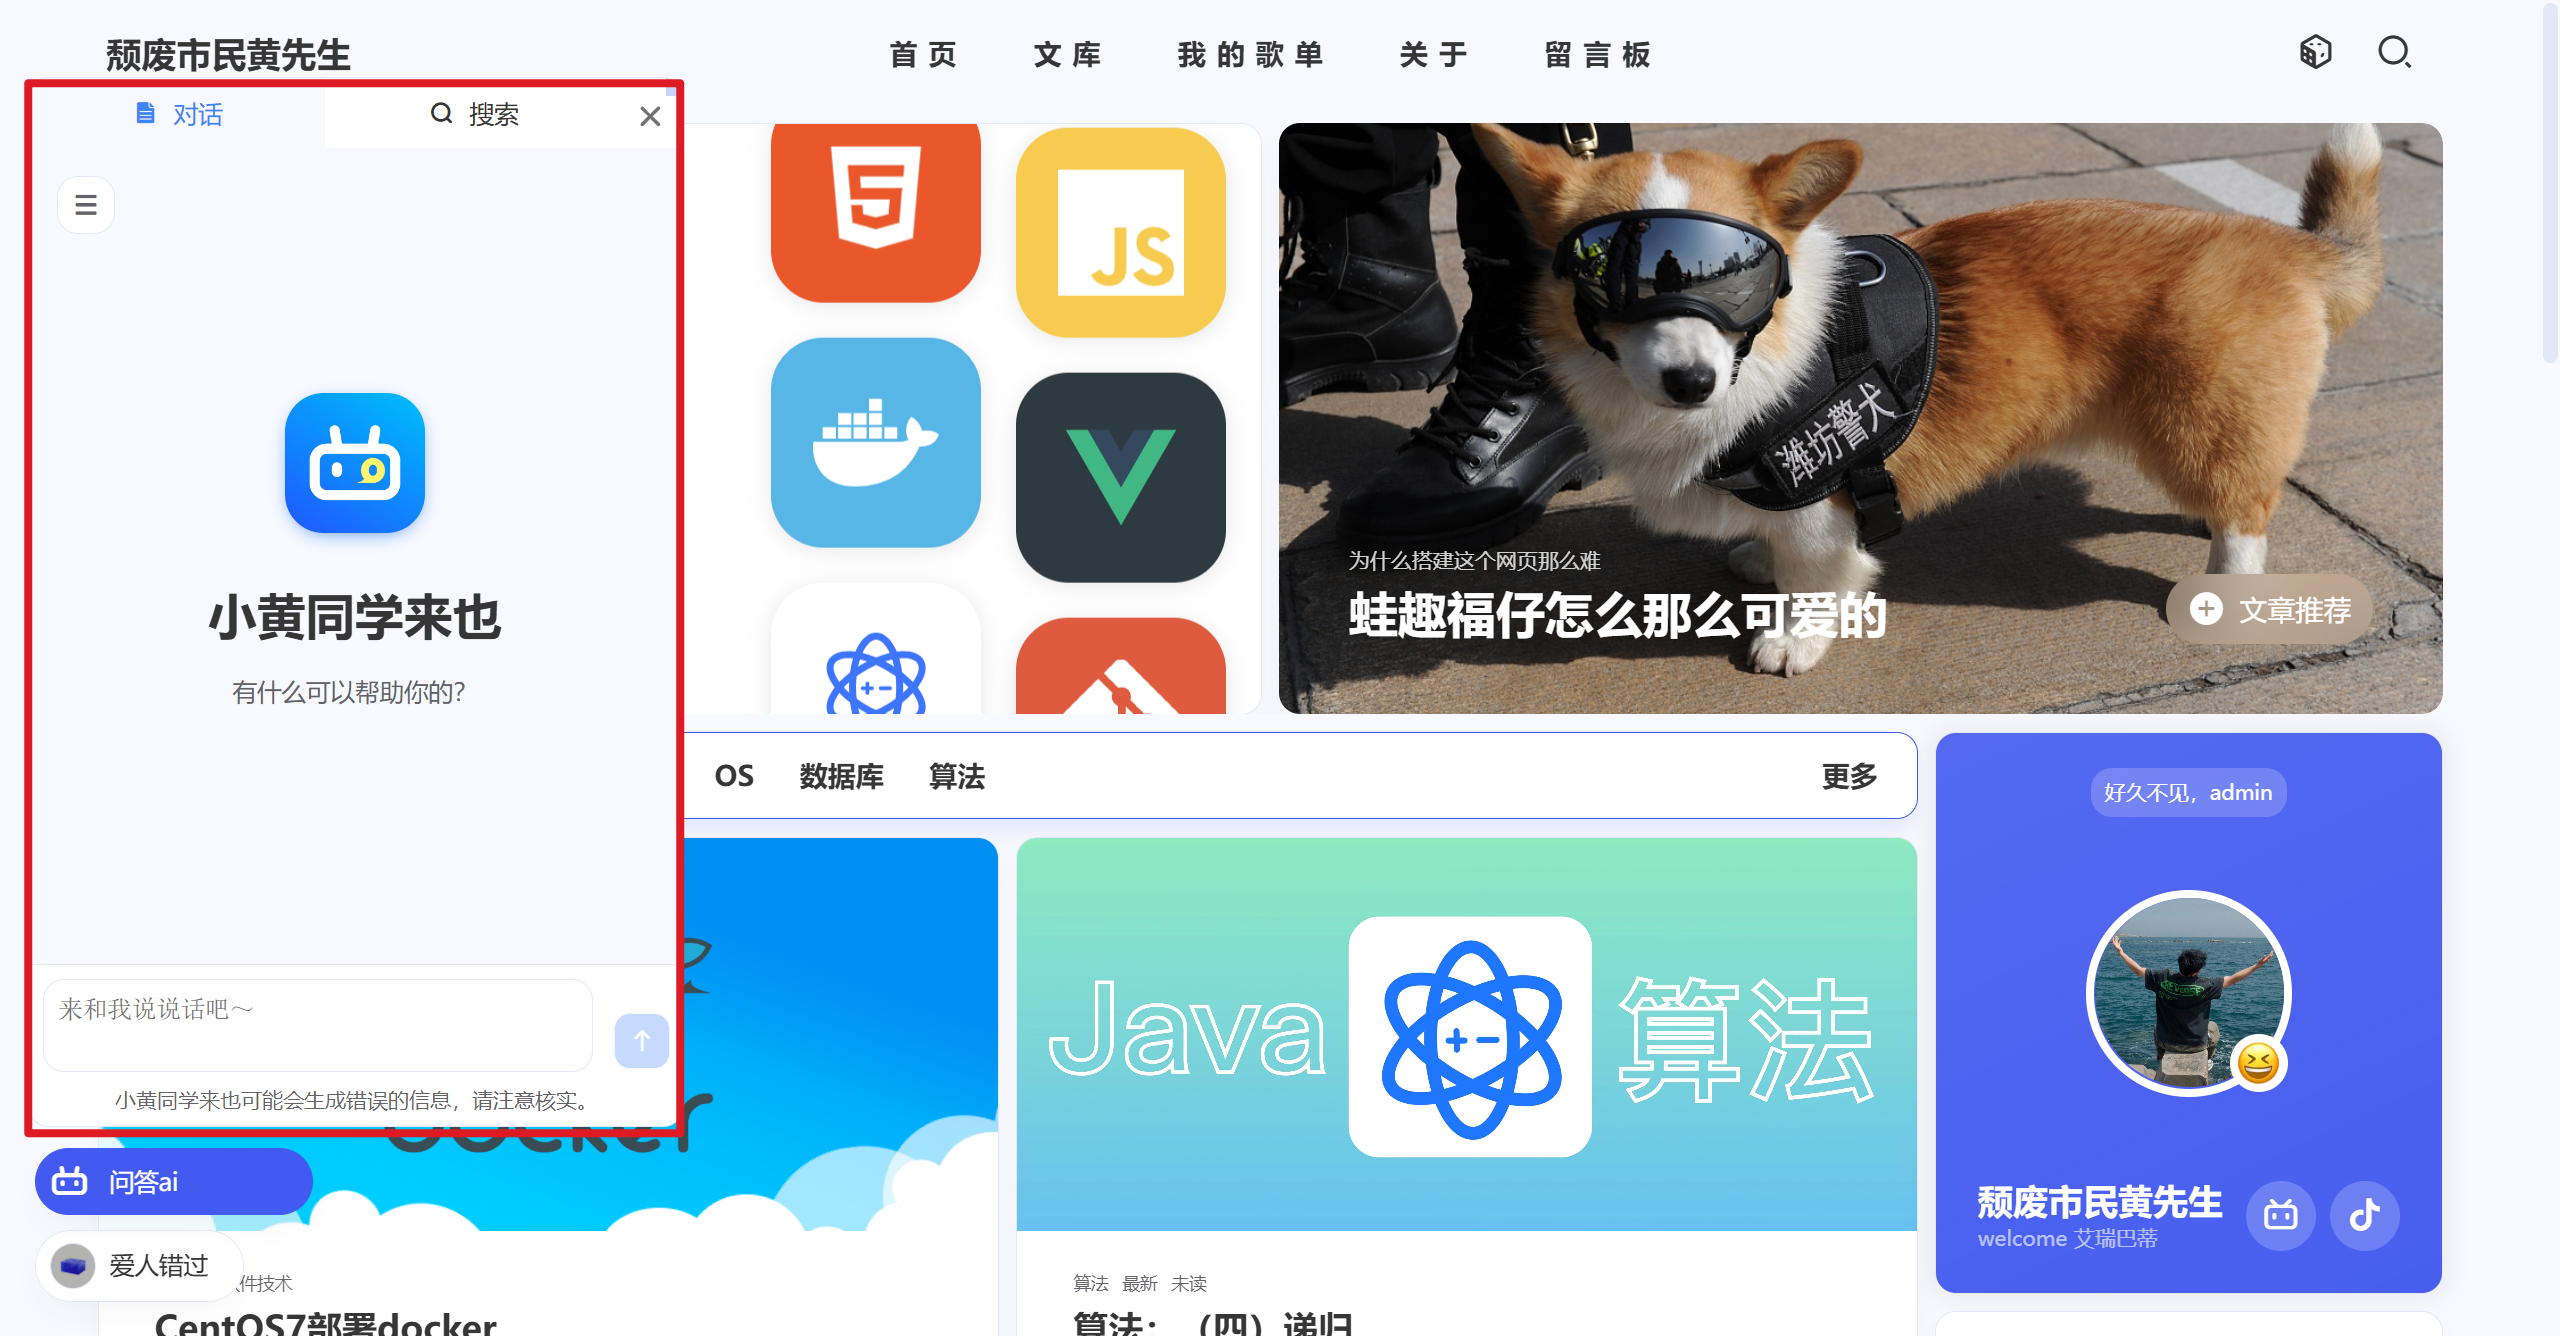 颓废市民黄先生
首页 文库 我的歌单 关于 留言板
对话 搜索
小黄同学来也
有什么可以帮助你的？
来和我说说话吧～
小黄同学来也可能会生成错误的信息，请注意核实。
问答ai
爱人错过
JS
潍坊警犬
为什么搭建这个网页那么难
蛙趣福仔怎么那么可爱的
文章推荐
OS 数据库 算法 更多
docker
件技术
CentOS7部署docker
Java 算法
算法 最新 未读
算法：（四）递归
好久不见，admin
颓废市民黄先生
welcome 艾瑞巴蒂